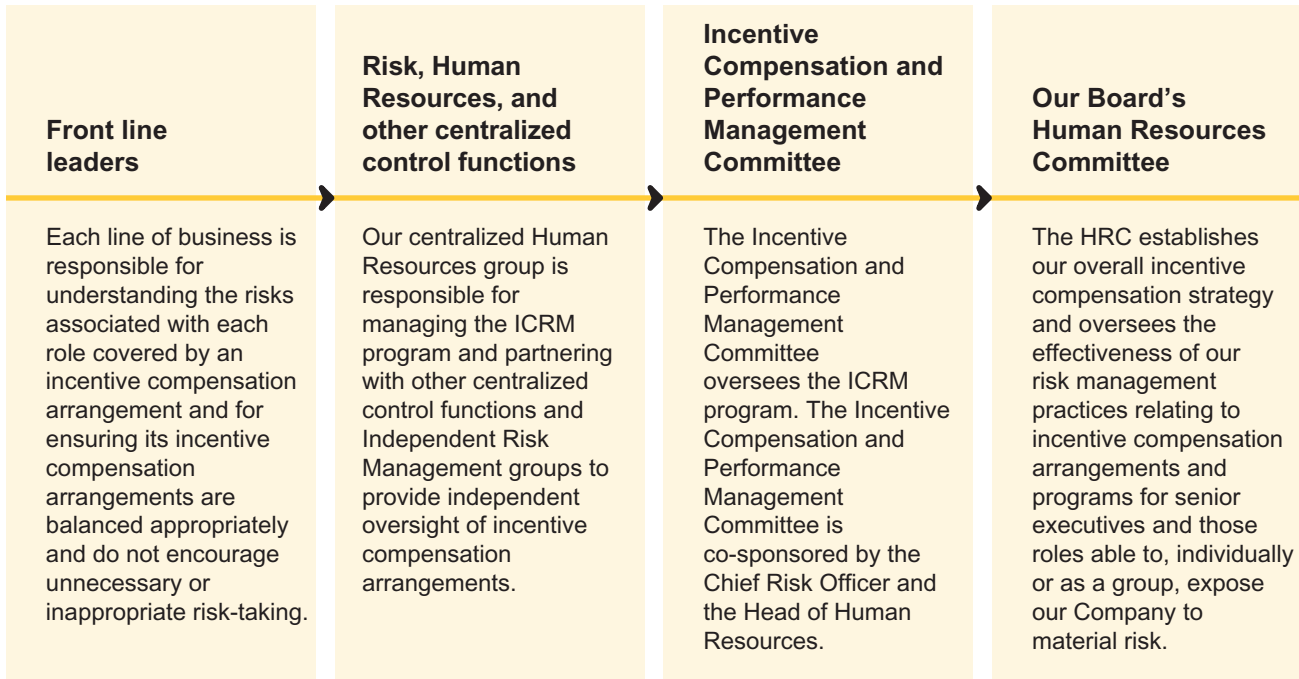 Front line
leaders
Each line of business is
responsible for
understanding the risks
associated with each
role covered by an
incentive compensation
arrangement and for
ensuring its incentive
compensation
arrangements are
balanced appropriately
and do not encourage
unnecessary or
inappropriate risk-taking.
Risk, Human
Resources, and
other centralized
control functions
Our centralized Human
Resources group is
responsible for
managing the ICRM
program and partnering
with other centralized
control functions and
Independent Risk
Management groups to
provide independent
oversight of incentive
compensation
arrangements.
Incentive
Compensation and
Performance
Management
Committee
The Incentive
Compensation and
Performance
Management
Committee
oversees the ICRM
program. The Incentive
Compensation and
Performance
Management
Committee is
co-sponsored by the
Chief Risk Officer and
the Head of Human
Resources.
Our Board’s
Human Resources
Committee
The HRC establishes
our overall incentive
compensation strategy
and oversees the
effectiveness of our
risk management
practices relating to
incentive compensation
arrangements and
programs for senior
executives and those
roles able to, individually
or as a group, expose
our Company to
material risk.